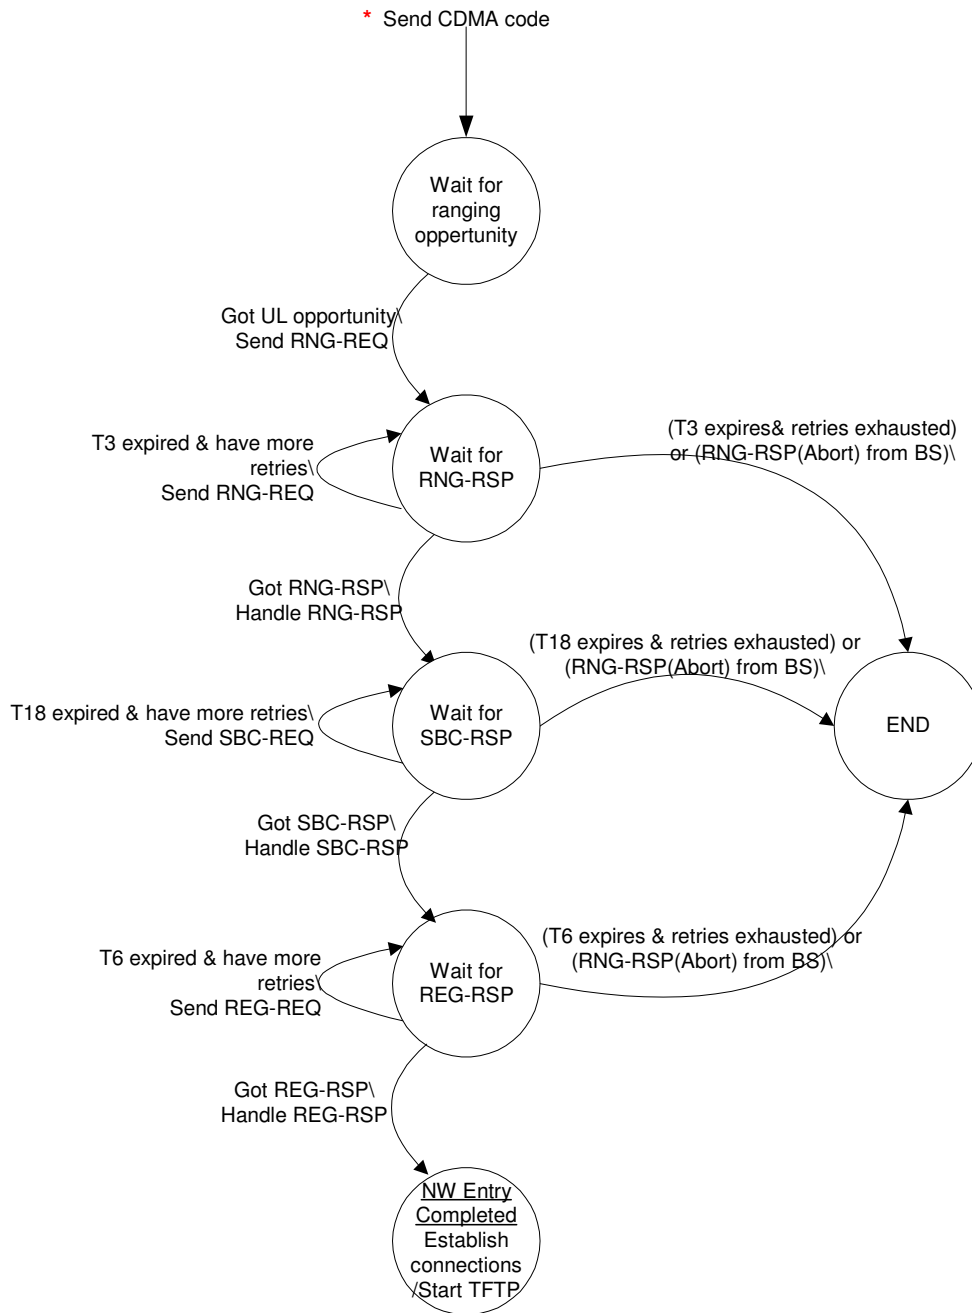 * Send CDMA code
Wait for
ranging
oppertunity
Got UL opportunity\
Send RNG-REQ
T3 expired & have more
retries\
Send RNG-REQ
Wait for
RNG-RSP
(T3 expires& retries exhausted)
or (RNG-RSP(Abort) from BS)\
Got RNG-RSP\
Handle RNG-RSP
(T18 expires & retries exhausted) or
(RNG-RSP(Abort) from BS)\
T18 expired & have more retries\
Send SBC-REQ
Wait for
SBC-RSP
END
Got SBC-RSP\
Handle SBC-RSP
T6 expired & have more
retries\
Send REG-REQ
Wait for
REG-RSP
(T6 expires & retries exhausted) or
(RNG-RSP(Abort) from BS)\
Got REG-RSP\
Handle REG-RSP
NW Entry
Completed
Establish
connections
/Start TFTP